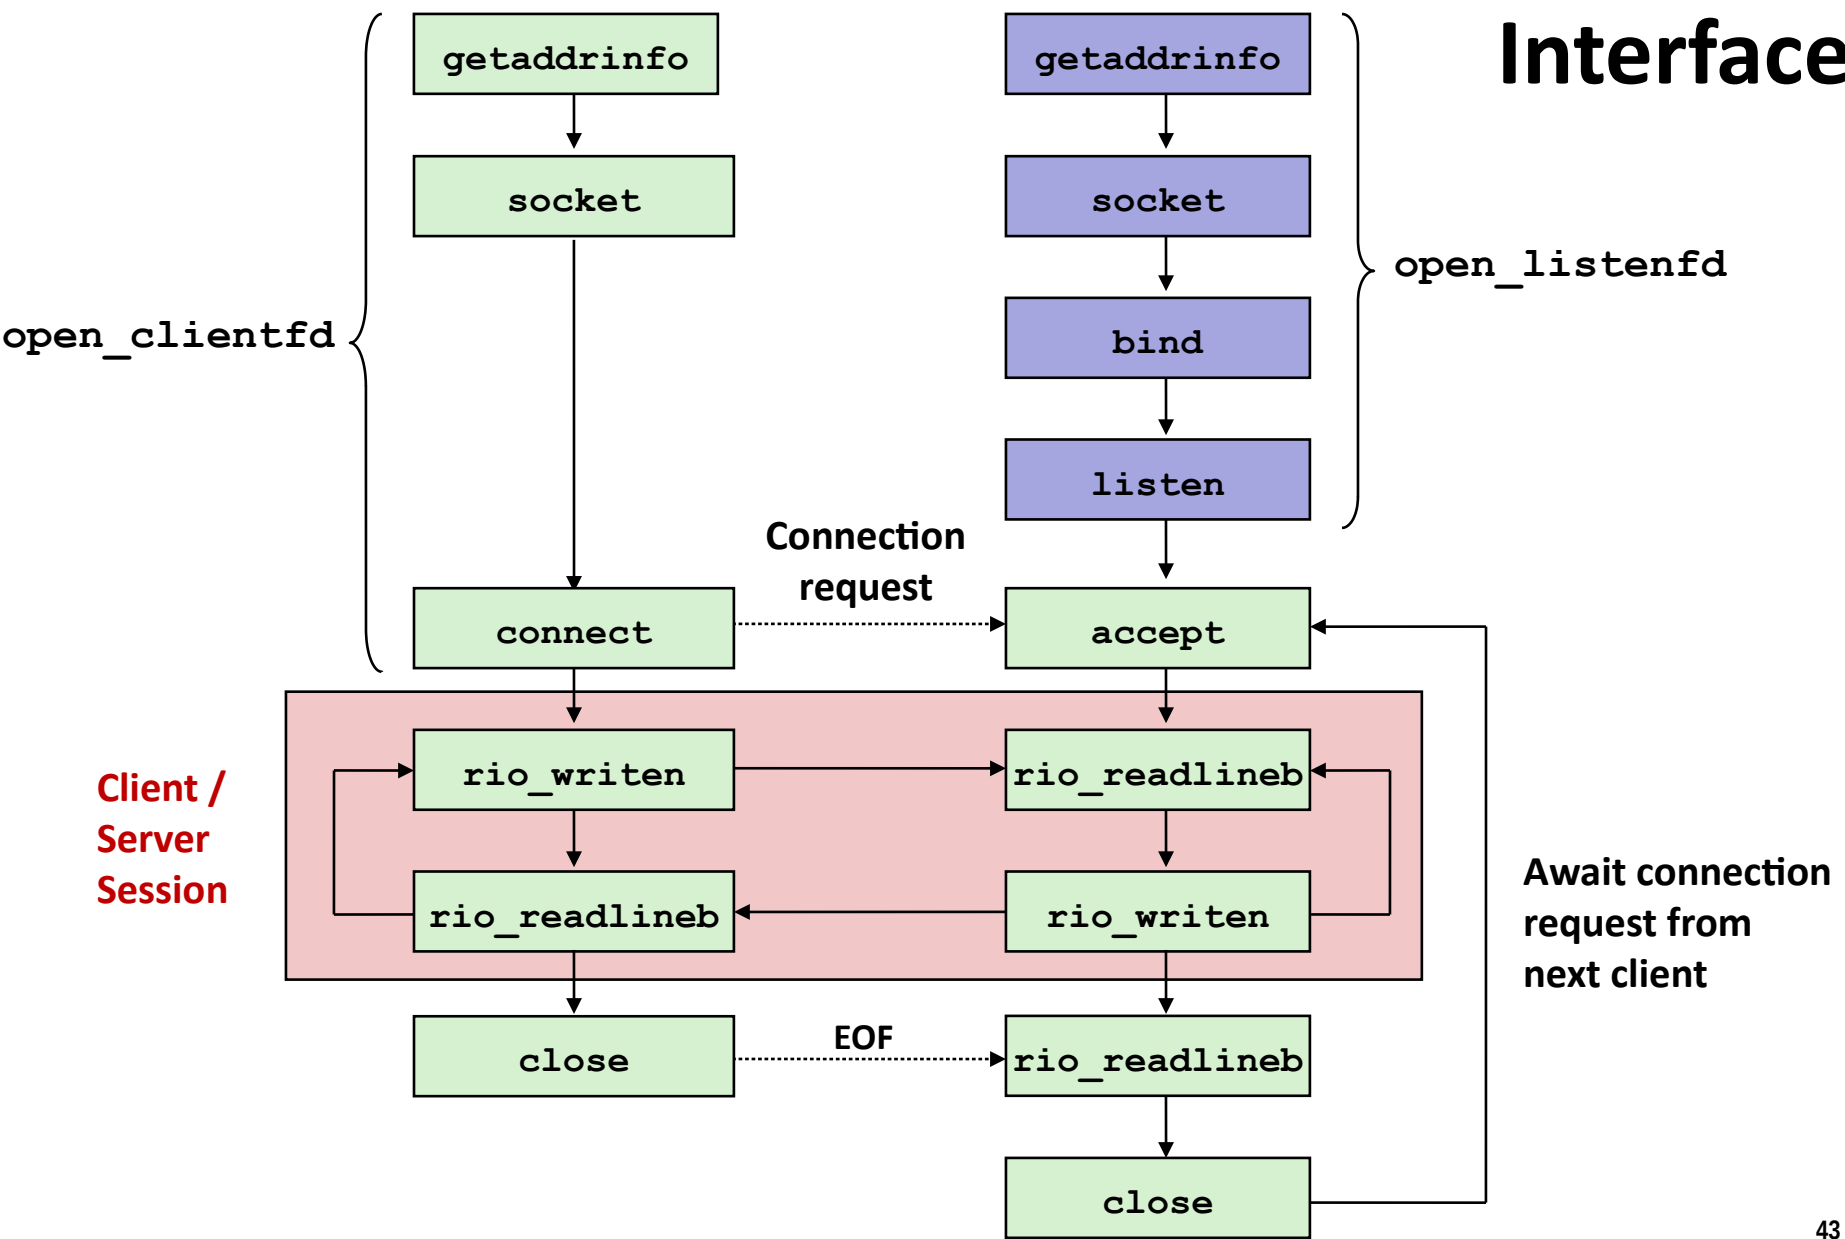 Interface
getaddrinfo
getaddrinfo
socket
socket
open_listenfd
open_clientfd
bind
listen
Connection
request
connect
accept
Client /
Server
Session
rio_writen
rio_readlineb
rio_readlineb
rio_writen
Await connection
request from
next client
close
EOF
rio_readlineb
close
43